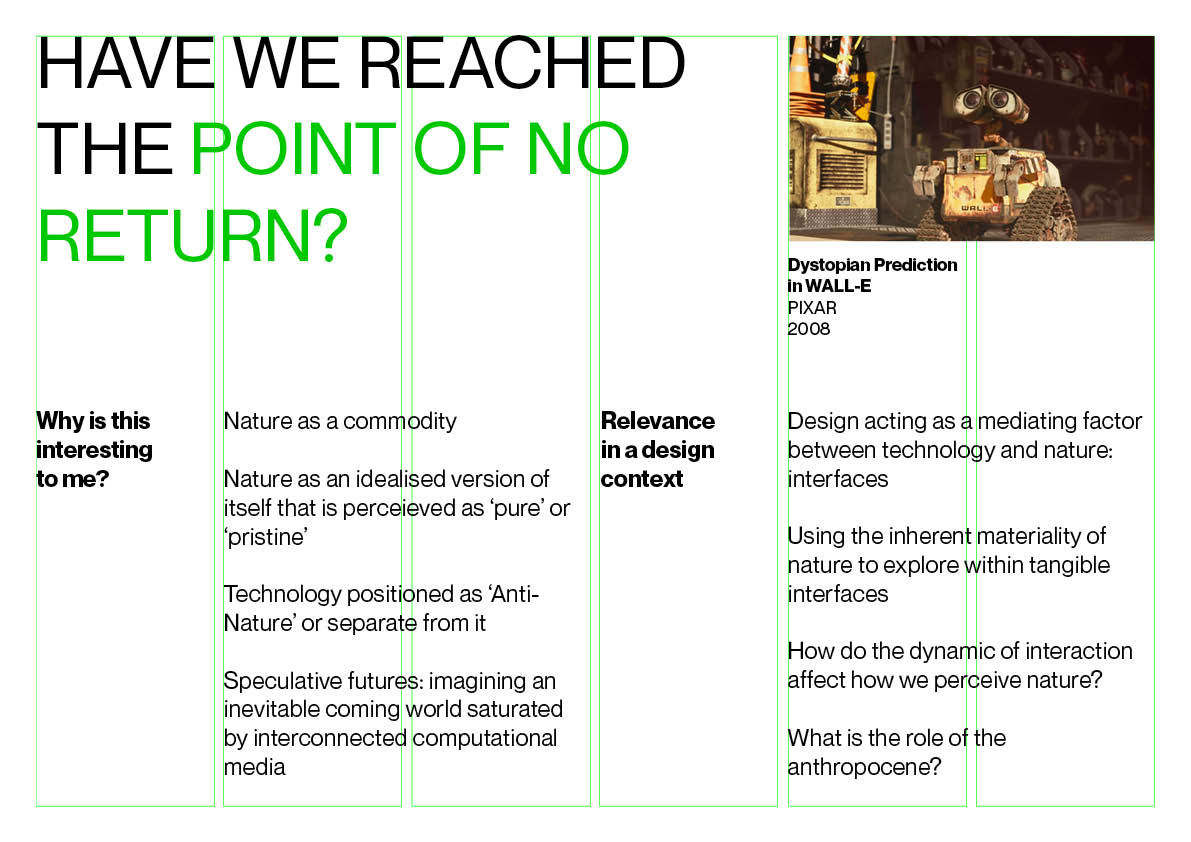 HAVE WE REACHED
THE POINT OF NO
RETURN?
WALL-E
Dystopian Prediction
in WALL-E
PIXAR
2008
Why is this
interesting
to me?
Nature as a commodity
Nature as an idealised version of
itself that is perceieved as ‘pure’ or
‘pristine’
Technology positioned as ‘Anti-
Nature’ or separate from it
Speculative futures: imagining an
inevitable coming world saturated
by interconnected computational
media
Relevance
in a design
context
Design acting as a mediating factor
between technology and nature:
interfaces
Using the inherent materiality of
nature to explore within tangible
interfaces
How do the dynamic of interaction
affect how we perceive nature?
What is the role of the
anthropocene?